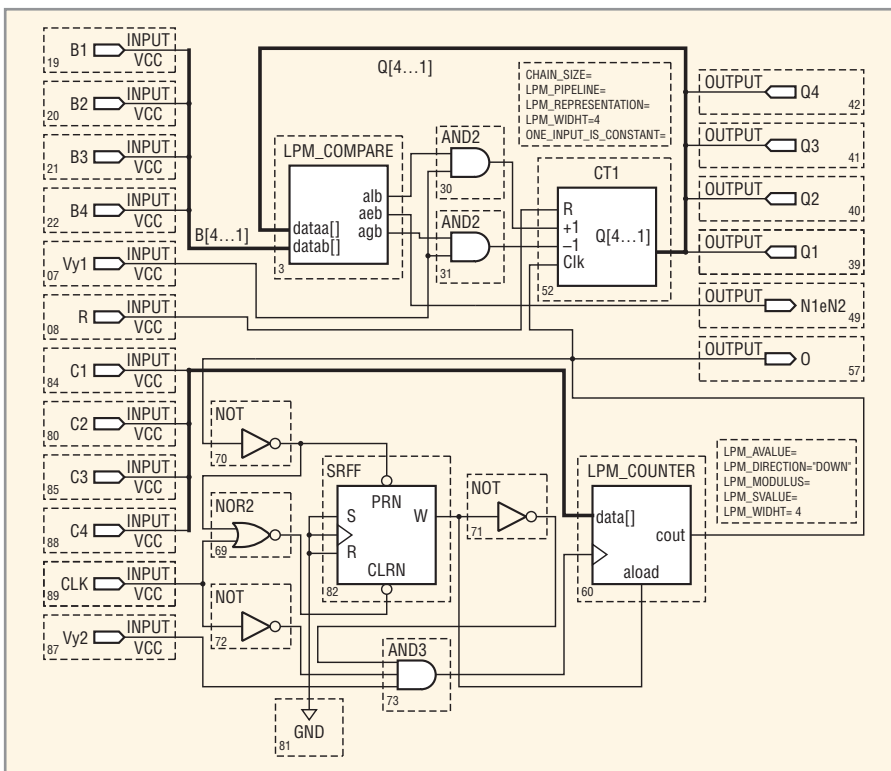 B1 INPUT
VCC
19
B2 INPUT
VCC
20
B3 INPUT
VCC
21
B4 INPUT
VCC
22
Vy1 INPUT
VCC
07
R INPUT
VCC
08
C1 INPUT
VCC
84
C2 INPUT
VCC
80
C3 INPUT
VCC
85
C4 INPUT
VCC
88
CLK INPUT
VCC
89
Vy2 INPUT
VCC
87
Q[4...1]
B[4...1]
LPM_COMPARE
alb
aeb
agb
dataa[]
datab[]
3
AND2
30
AND2
31
CHAIN_SIZE=
LPM_PIPELINE=
LPM_REPRESENTATION=
LPM_WIDHT=4
ONE_INPUT_IS_CONSTANT=
CT1
R
+1
–1
Clk
Q[4...1]
52
OUTPUT Q4
42
OUTPUT Q3
41
OUTPUT Q2
40
OUTPUT Q1
39
OUTPUT N1eN2
49
OUTPUT O
57
NOT
70
NOR2
69
NOT
72
SRFF
PRN
S
R
W
CLRN
82
NOT
71
AND3
73
GND
81
LPM_COUNTER
data[]
cout
aload
60
LPM_AVALUE=
LPM_DIRECTION="DOWN"
LPM_MODULUS=
LPM_SVALUE=
LPM_WIDHT= 4